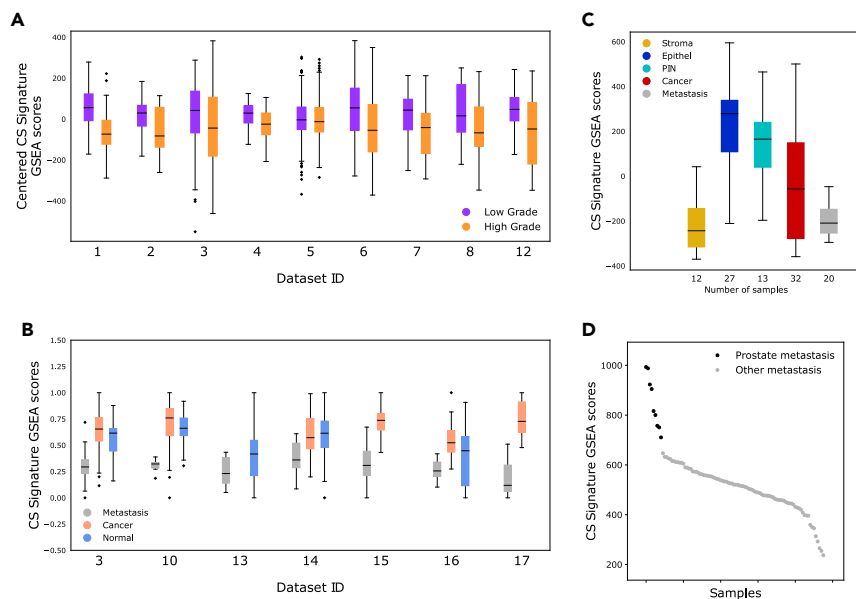 A
Centered CS Signature
GSEA scores
400
200
0
−200
−400
Low Grade
High Grade
1 2 3 4 5 6 7 8 12
Dataset ID
B
CS Signature GSEA scores
1.50
1.25
1.00
0.75
0.50
0.25
0.00
−0.25
−0.50
Metastasis
Cancer
Normal
3 10 13 14 15 16 17
Dataset ID
C
CS Signature GSEA scores
600
400
200
0
−200
−400
Stroma
Epithel
PIN
Cancer
Metastasis
12 27 13 32 20
Number of samples
D
CS Signature GSEA scores
1000
800
600
400
200
Prostate metastasis
Other metastasis
Samples